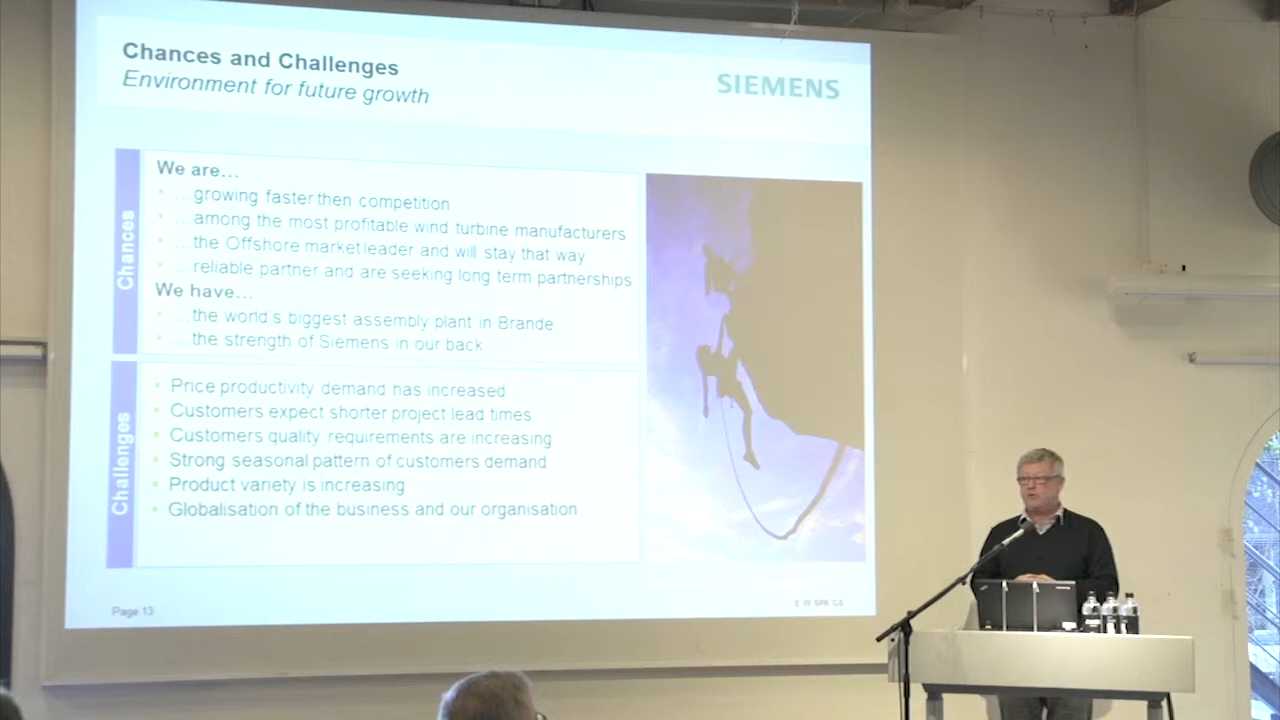 Chances and Challenges
Environment for future growth
SIEMENS
Chances
We are…
…growing faster then competition
…among the most profitable wind turbine manufacturers
…the Offshore market leader and will stay that way
…reliable partner and are seeking long term partnerships
We have…
…the world's biggest assembly plant in Brande
…the strength of Siemens in our back
Challenges
Price productivity demand has increased
Customers expect shorter project lead times
Customers quality requirements are increasing
Strong seasonal pattern of customers demand
Product variety is increasing
Globalisation of the business and our organisation
Page 13